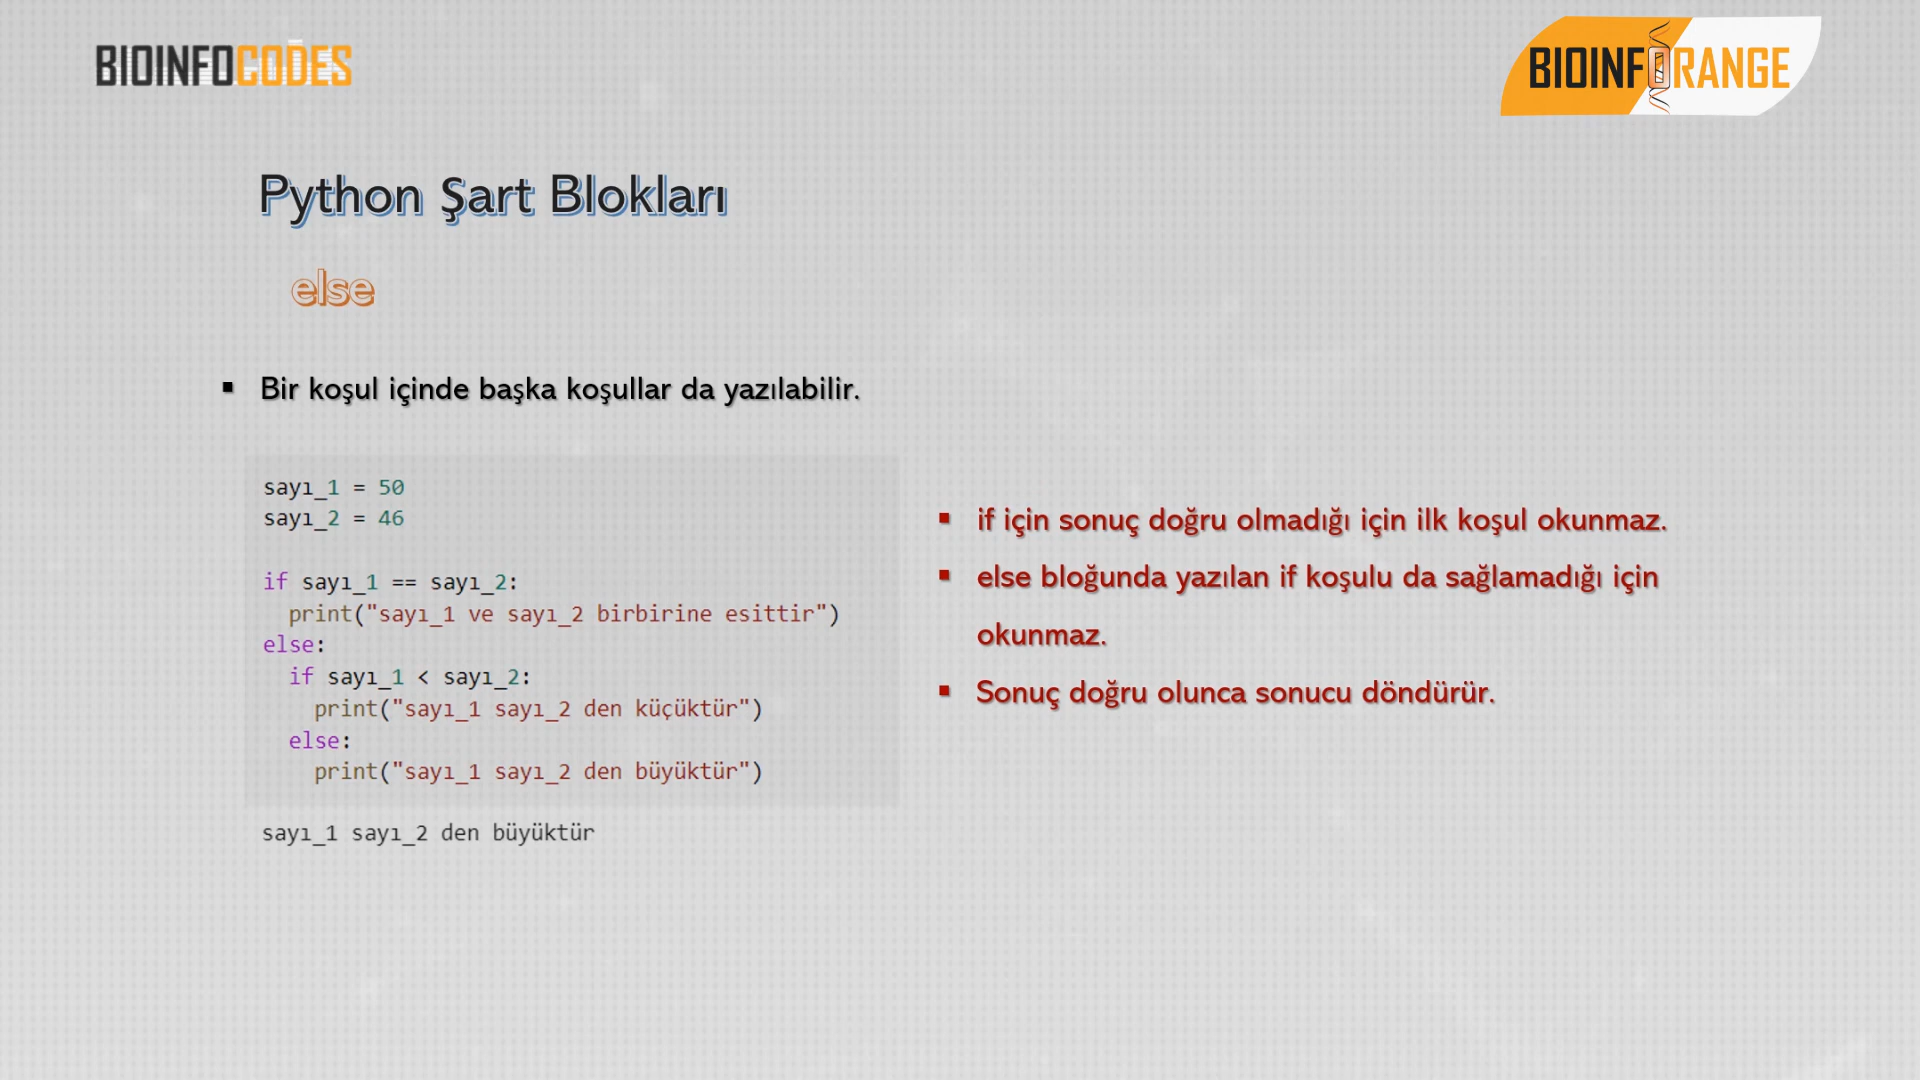 BIOINFOCODES
BIOINFORANGE
Python Şart Blokları
else
▪ Bir koşul içinde başka koşullar da yazılabilir.
sayı_1 = 50
sayı_2 = 46
if sayı_1 == sayı_2:
  print("sayı_1 ve sayı_2 birbirine esittir")
else:
  if sayı_1 < sayı_2:
    print("sayı_1 sayı_2 den küçüktür")
  else:
    print("sayı_1 sayı_2 den büyüktür")
sayı_1 sayı_2 den büyüktür
▪ if için sonuç doğru olmadığı için ilk koşul okunmaz.
▪ else bloğunda yazılan if koşulu da sağlamadığı için
okunmaz.
▪ Sonuç doğru olunca sonucu döndürür.